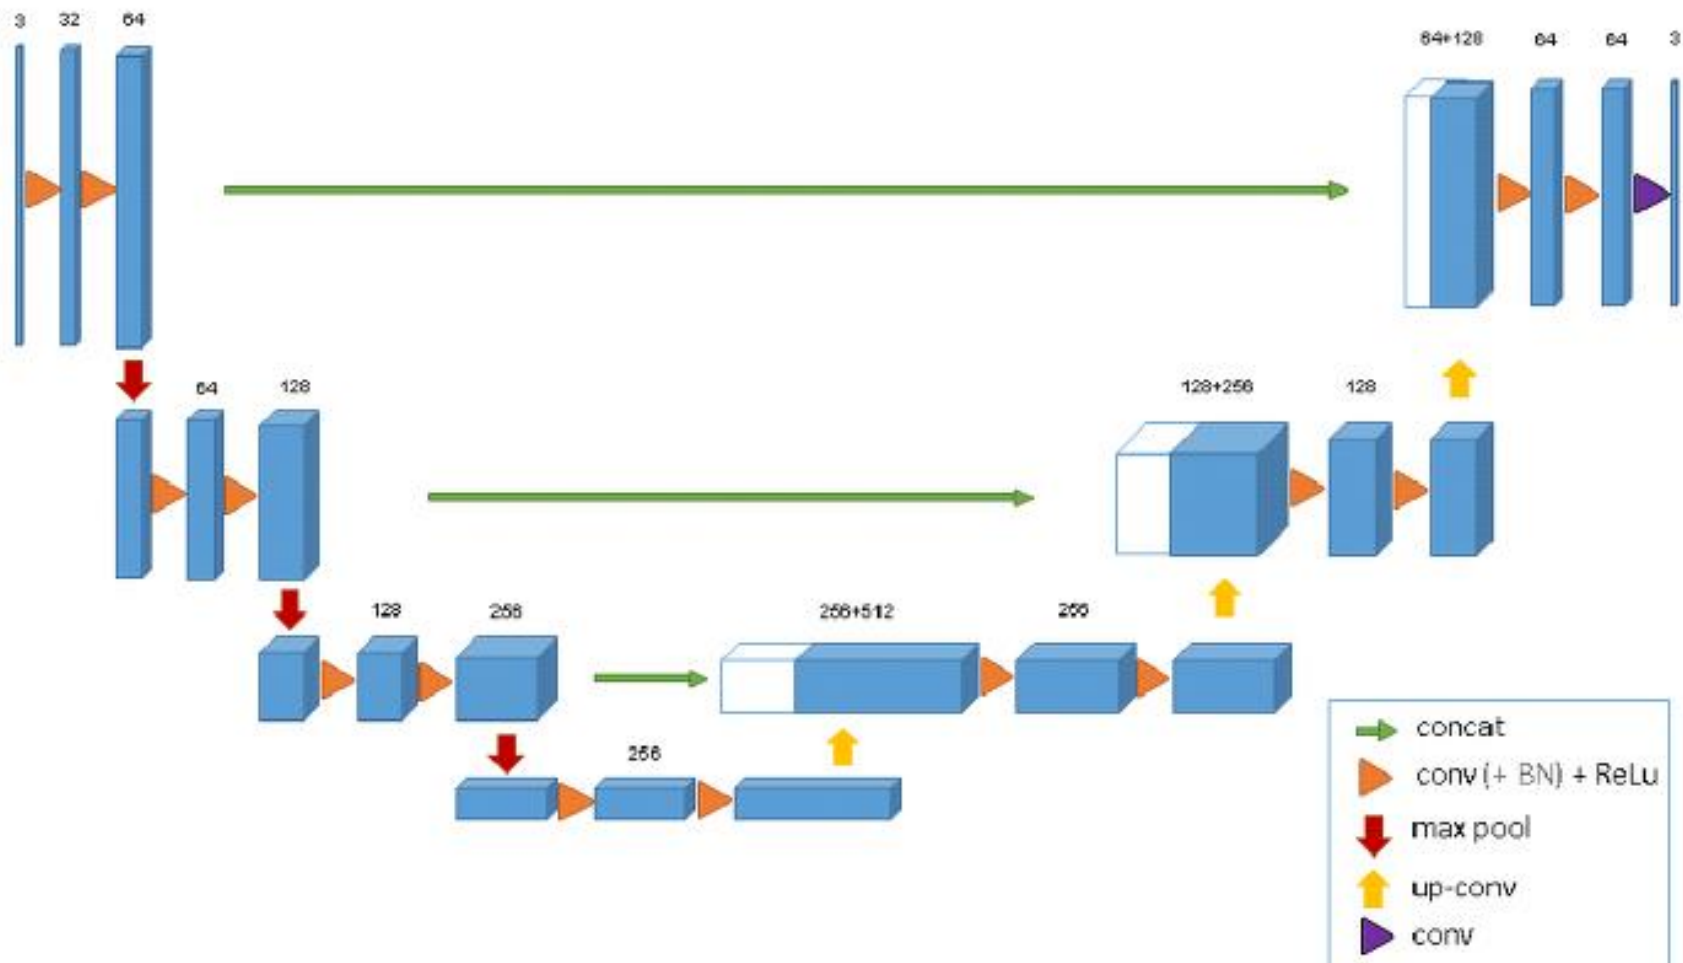 3 32 64
64+128 64 64 3
64 128
128+256 128
128 256
256+512 256
256
concat
conv (+ BN) + ReLu
max pool
up-conv
conv